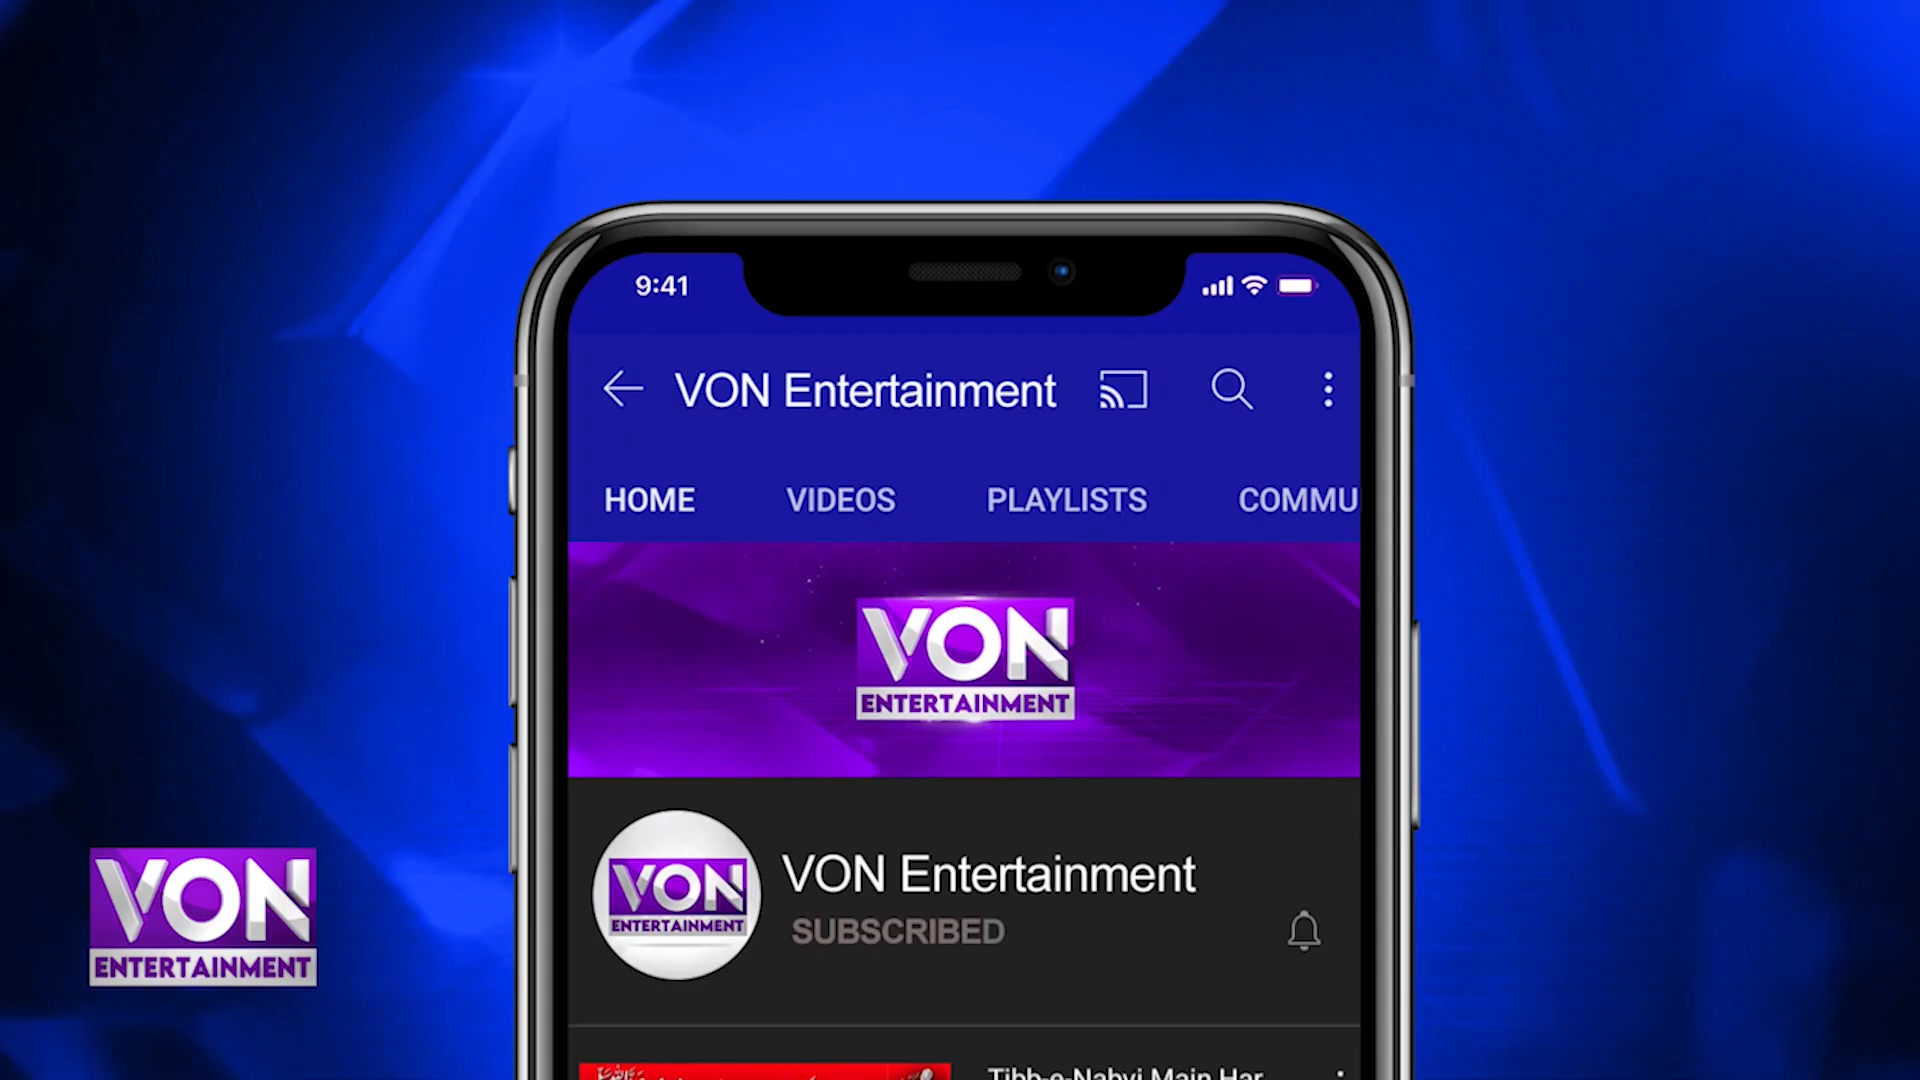 9:41
VON Entertainment
HOME VIDEOS PLAYLISTS COMMU
VON
ENTERTAINMENT
VON
ENTERTAINMENT
VON Entertainment
SUBSCRIBED
VON
ENTERTAINMENT
Tibb-e-Nabvi Main Har